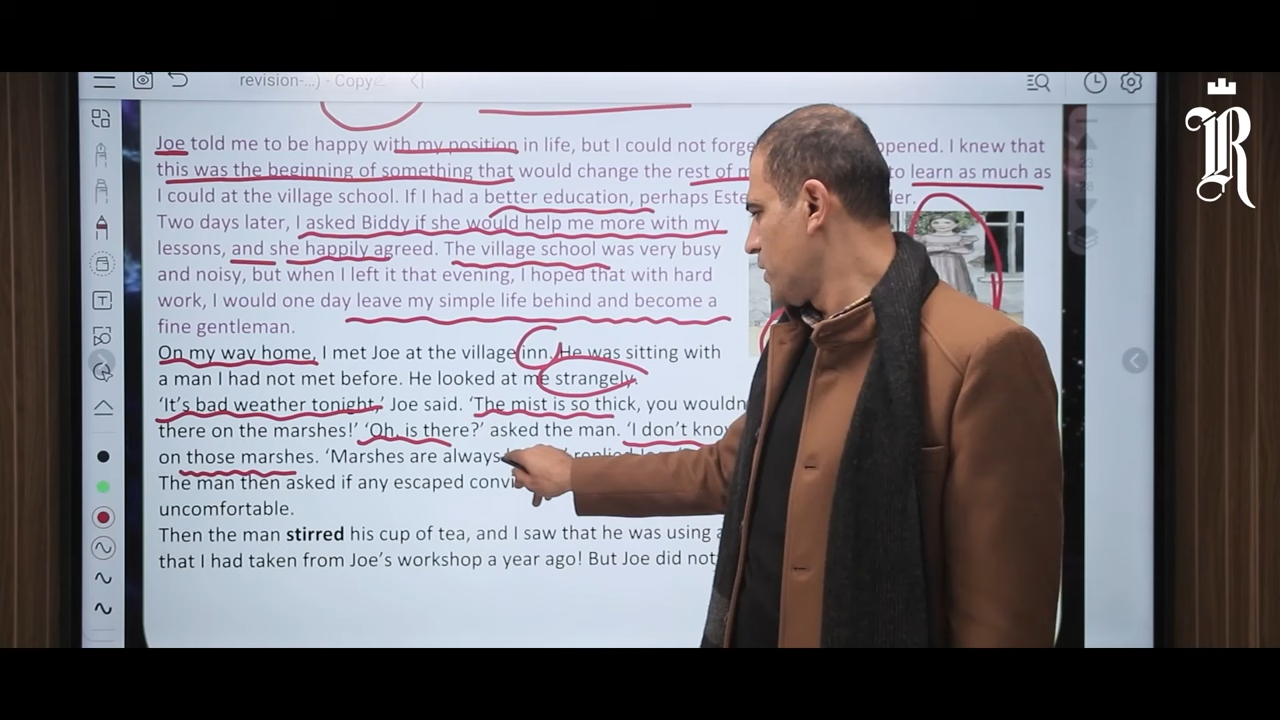 revision-...) - Copy
Joe told me to be happy with my position in life, but I could not forge opened. I knew that
this was the beginning of something that would change the rest of m to learn as much as
I could at the village school. If I had a better education, perhaps Este der.
Two days later, I asked Biddy if she would help me more with my
lessons, and she happily agreed. The village school was very busy
and noisy, but when I left it that evening, I hoped that with hard
work, I would one day leave my simple life behind and become a
fine gentleman.
On my way home, I met Joe at the village inn. He was sitting with
a man I had not met before. He looked at me strangely.
‘It’s bad weather tonight,’ Joe said. ‘The mist is so thick, you wouldn
there on the marshes!’ ‘Oh, is there?’ asked the man. ‘I don’t kno
on those marshes. ‘Marshes are always replied
The man then asked if any escaped convi
uncomfortable.
Then the man stirred his cup of tea, and I saw that he was using a
that I had taken from Joe’s workshop a year ago! But Joe did not
R